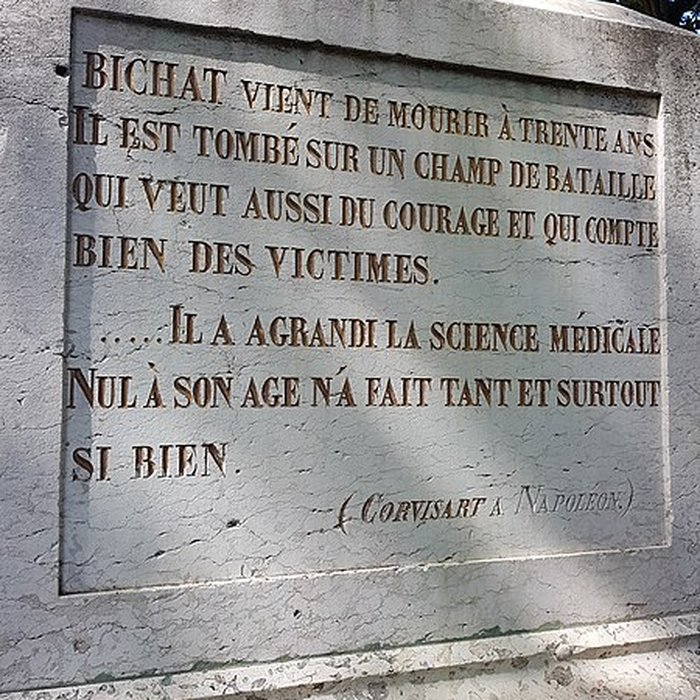 BICHAT VIENT DE MOURIR À TRENTE ANS.
IL EST TOMBÉ SUR UN CHAMP DE BATAILLE
QUI VEUT AUSSI DU COURAGE ET QUI COMPTE
BIEN DES VICTIMES.
.....IL A AGRANDI LA SCIENCE MÉDICALE
NUL À SON AGE N'A FAIT TANT ET SURTOUT
SI BIEN.
(CORVISART A NAPOLEON.)